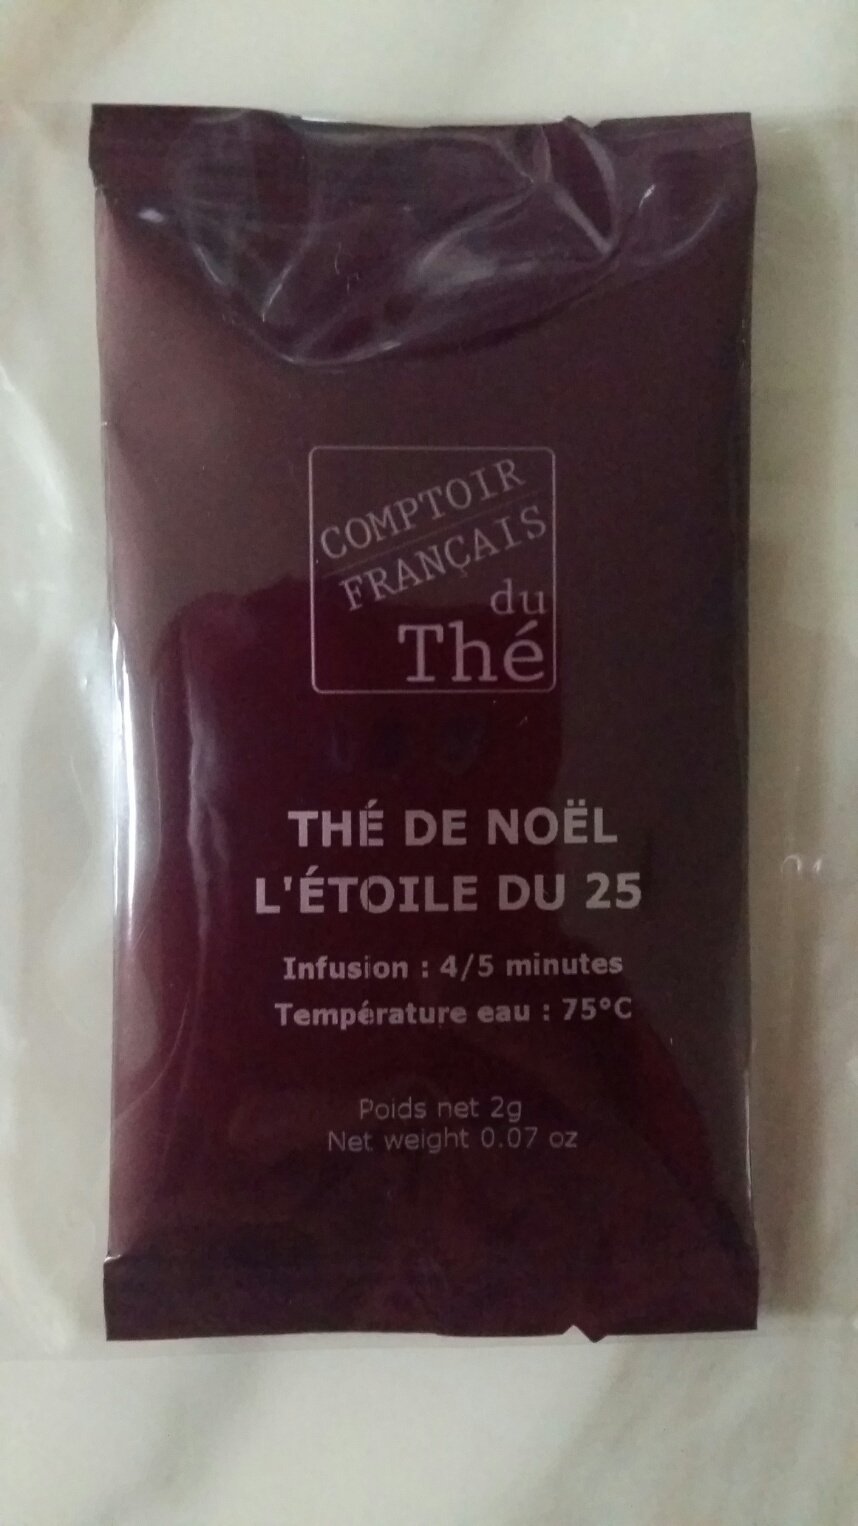 COMPTOIR
FRANÇAIS
du
Thé
THÉ DE NOËL
L'ÉTOILE DU 25
Infusion : 4/5 minutes
Température eau : 75°C
Poids net 2g
Net weight 0.07 oz